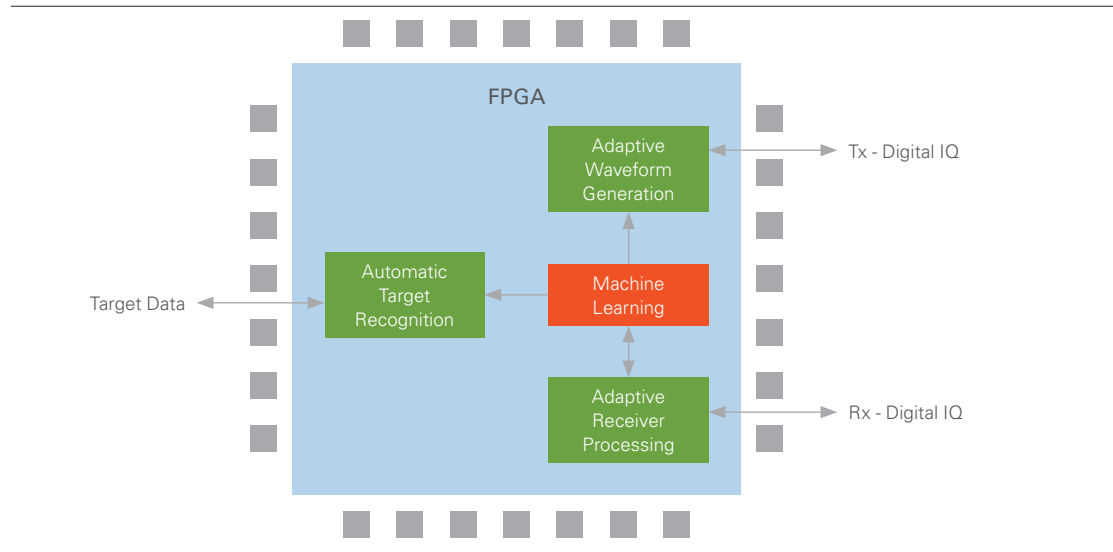 FPGA
Adaptive
Waveform
Generation
Tx - Digital IQ
Automatic
Target
Recognition
Machine
Learning
Target Data
Adaptive
Receiver
Processing
Rx - Digital IQ